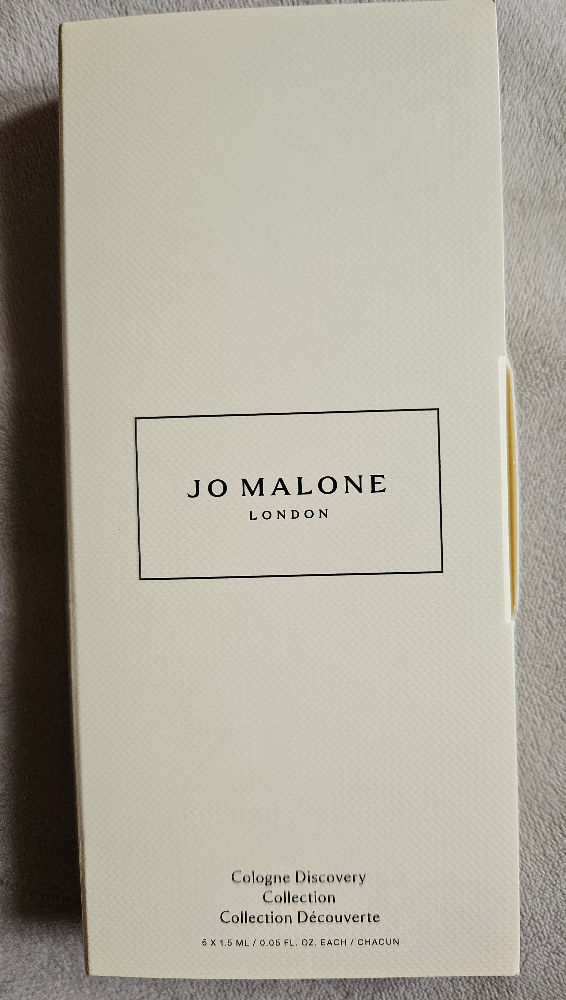 JO MALONE
LONDON
Cologne Discovery
Collection
Collection Découverte
6 X 1.5 ML / 0.05 FL. OZ. EACH / CHACUN